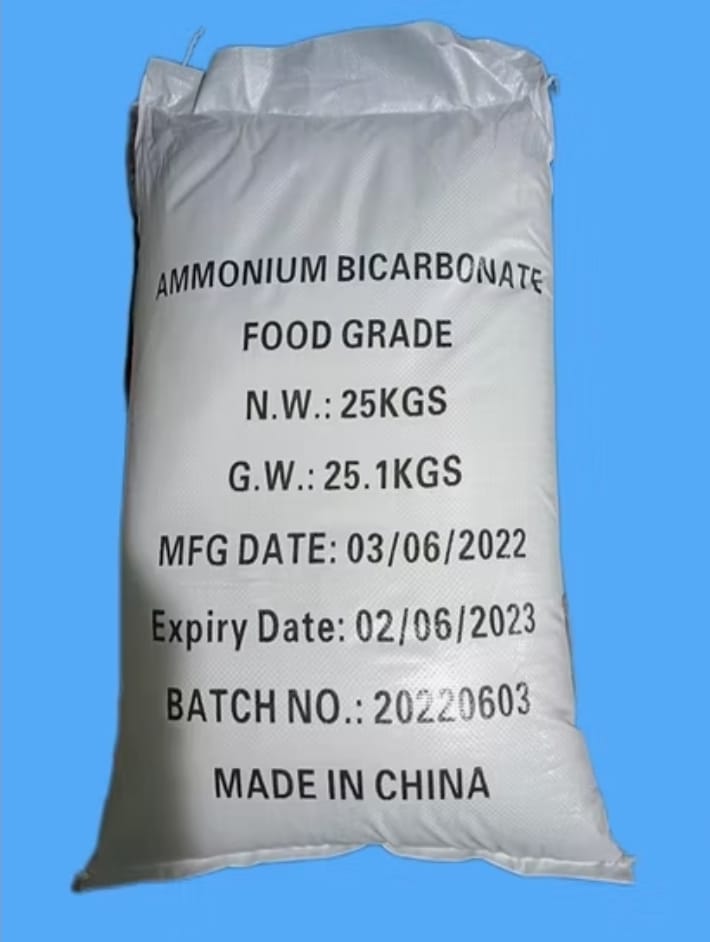 AMMONIUM BICARBONATE
FOOD GRADE
N.W.: 25KGS
G.W.: 25.1KGS
MFG DATE: 03/06/2022
Expiry Date: 02/06/2023
BATCH NO.: 20220603
MADE IN CHINA